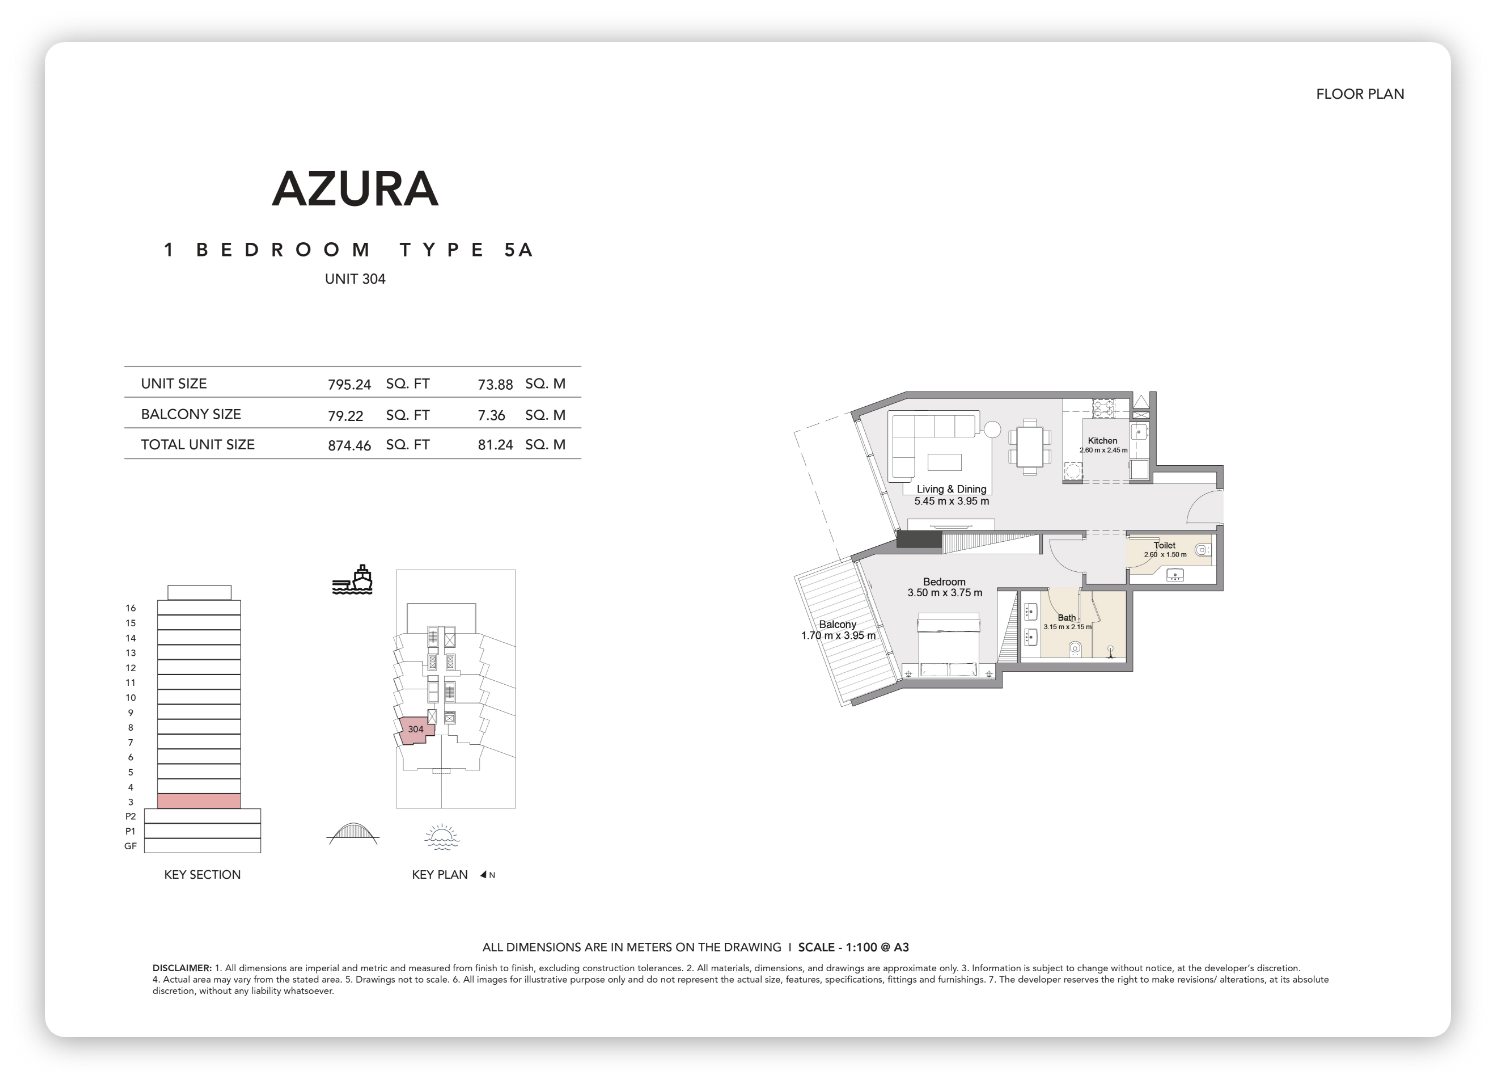 FLOOR PLAN
AZURA
1 BEDROOM TYPE 5A
UNIT 304
UNIT SIZE 795.24 SQ. FT 73.88 SQ. M
BALCONY SIZE 79.22 SQ. FT 7.36 SQ. M
TOTAL UNIT SIZE 874.46 SQ. FT 81.24 SQ. M
Kitchen
2.60 m x 2.45 m
Living & Dining
5.45 m x 3.95 m
Toilet
2.60 x 1.50 m
Bedroom
3.50 m x 3.75 m
Bath
3.15 m x 2.15 m
Balcony
1.70 m x 3.95 m
16
15
14
13
12
11
10
9
8
7
6
5
4
3
P2
P1
GF
304
KEY SECTION
KEY PLAN N
ALL DIMENSIONS ARE IN METERS ON THE DRAWING I SCALE - 1:100 @ A3
DISCLAIMER: 1. All dimensions are imperial and metric and measured from finish to finish, excluding construction tolerances. 2. All materials, dimensions, and drawings are approximate only. 3. Information is subject to change without notice, at the developer's discretion.
4. Actual area may vary from the stated area. 5. Drawings not to scale. 6. All images for illustrative purpose only and do not represent the actual size, features, specifications, fittings and furnishings. 7. The developer reserves the right to make revisions/ alterations, at its absolute
discretion, without any liability whatsoever.